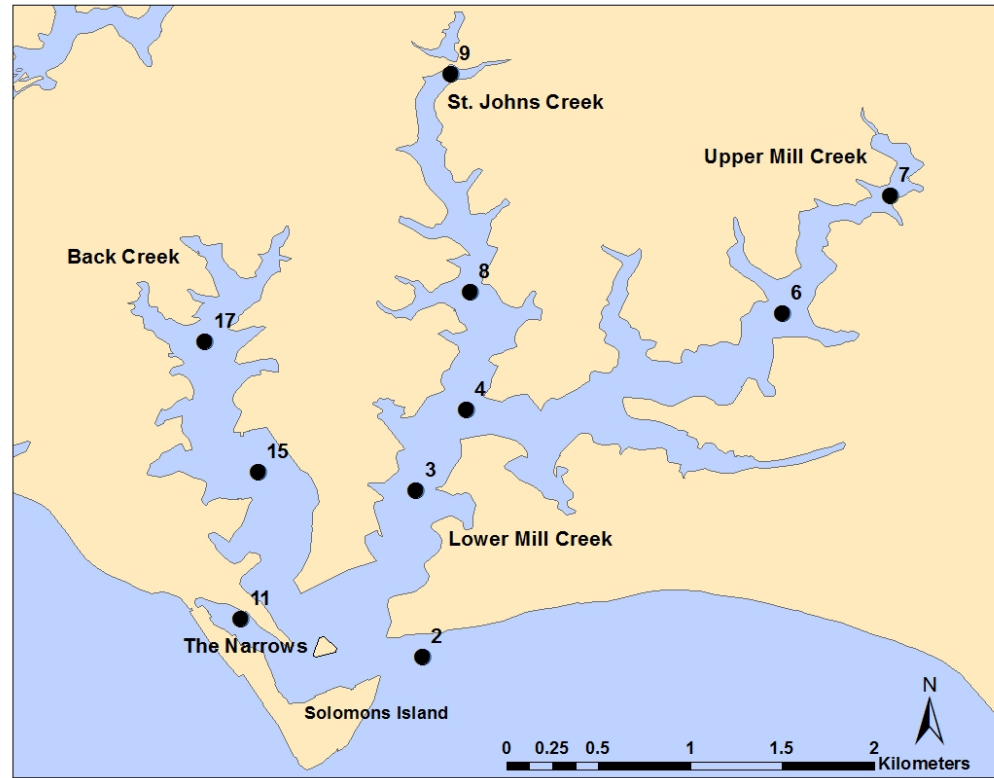 9
St. Johns Creek
Upper Mill Creek
7
Back Creek
8
6
17
4
15
3
Lower Mill Creek
11
The Narrows
2
Solomons Island
N
0 0.25 0.5 1 1.5 2
Kilometers